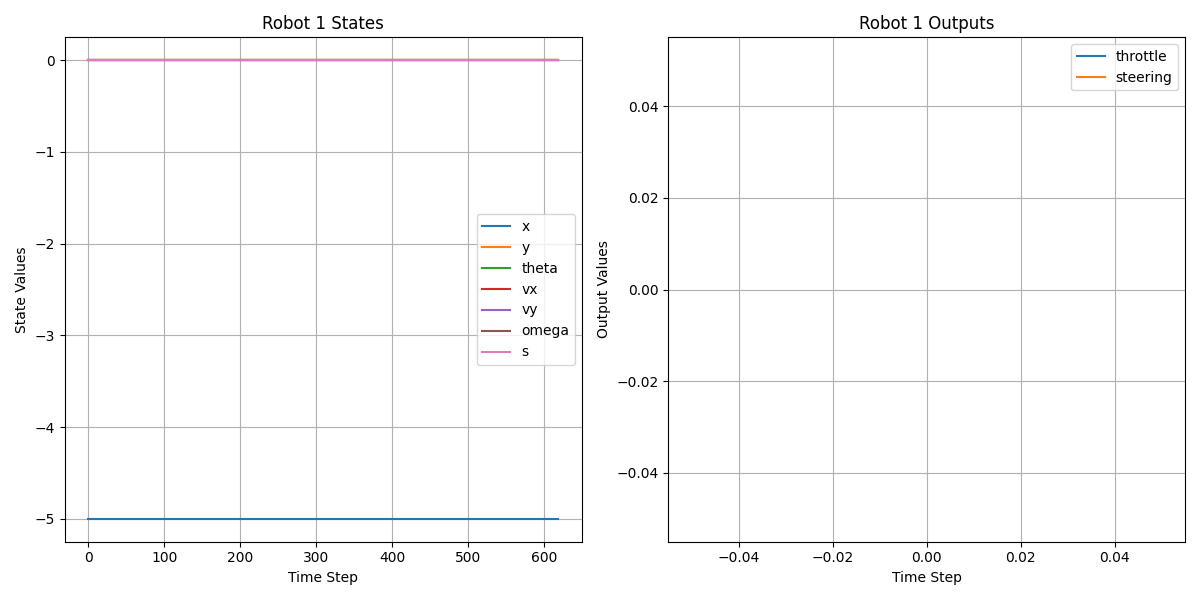 Robot 1 States
0
−1
−2
−3
−4
−5
State Values
x
y
theta
vx
vy
omega
s
0
100
200
300
400
500
600
Time Step
Robot 1 Outputs
throttle
steering
0.04
0.02
0.00
−0.02
−0.04
Output Values
−0.04
−0.02
0.00
0.02
0.04
Time Step